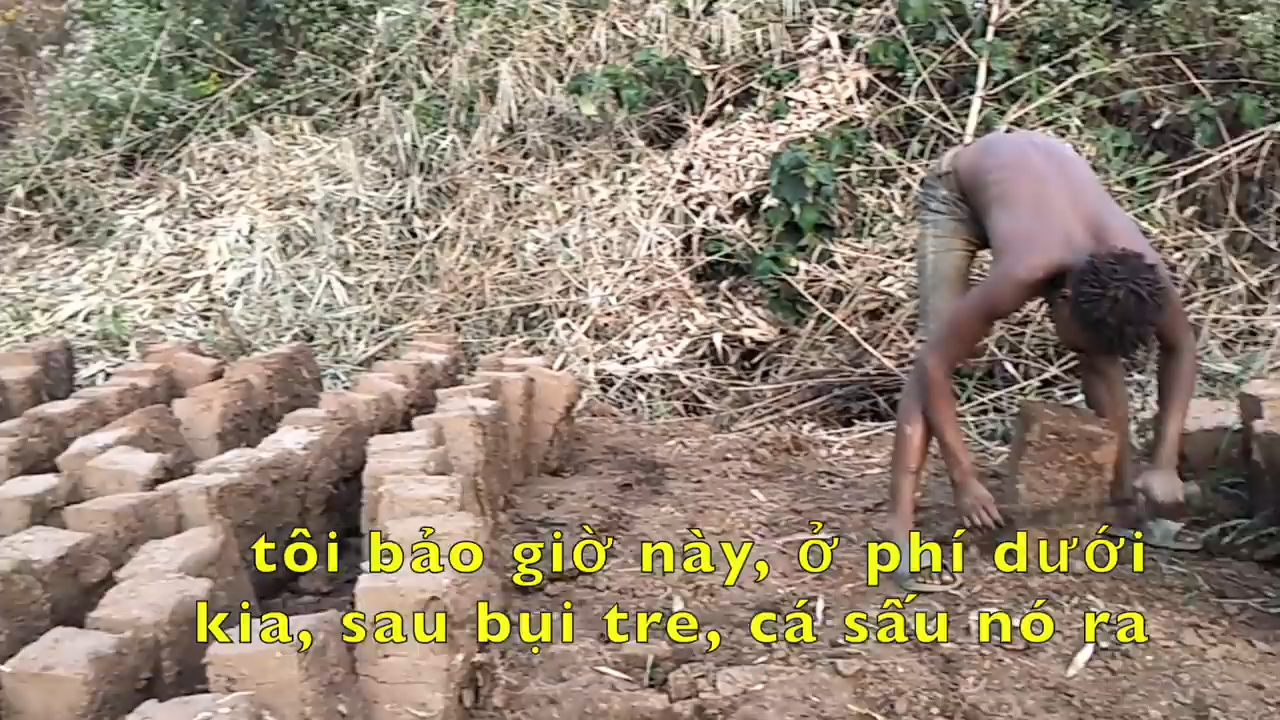 tôi bảo giờ này, ở phí dưới
kia, sau bụi tre, cá sấu nó ra